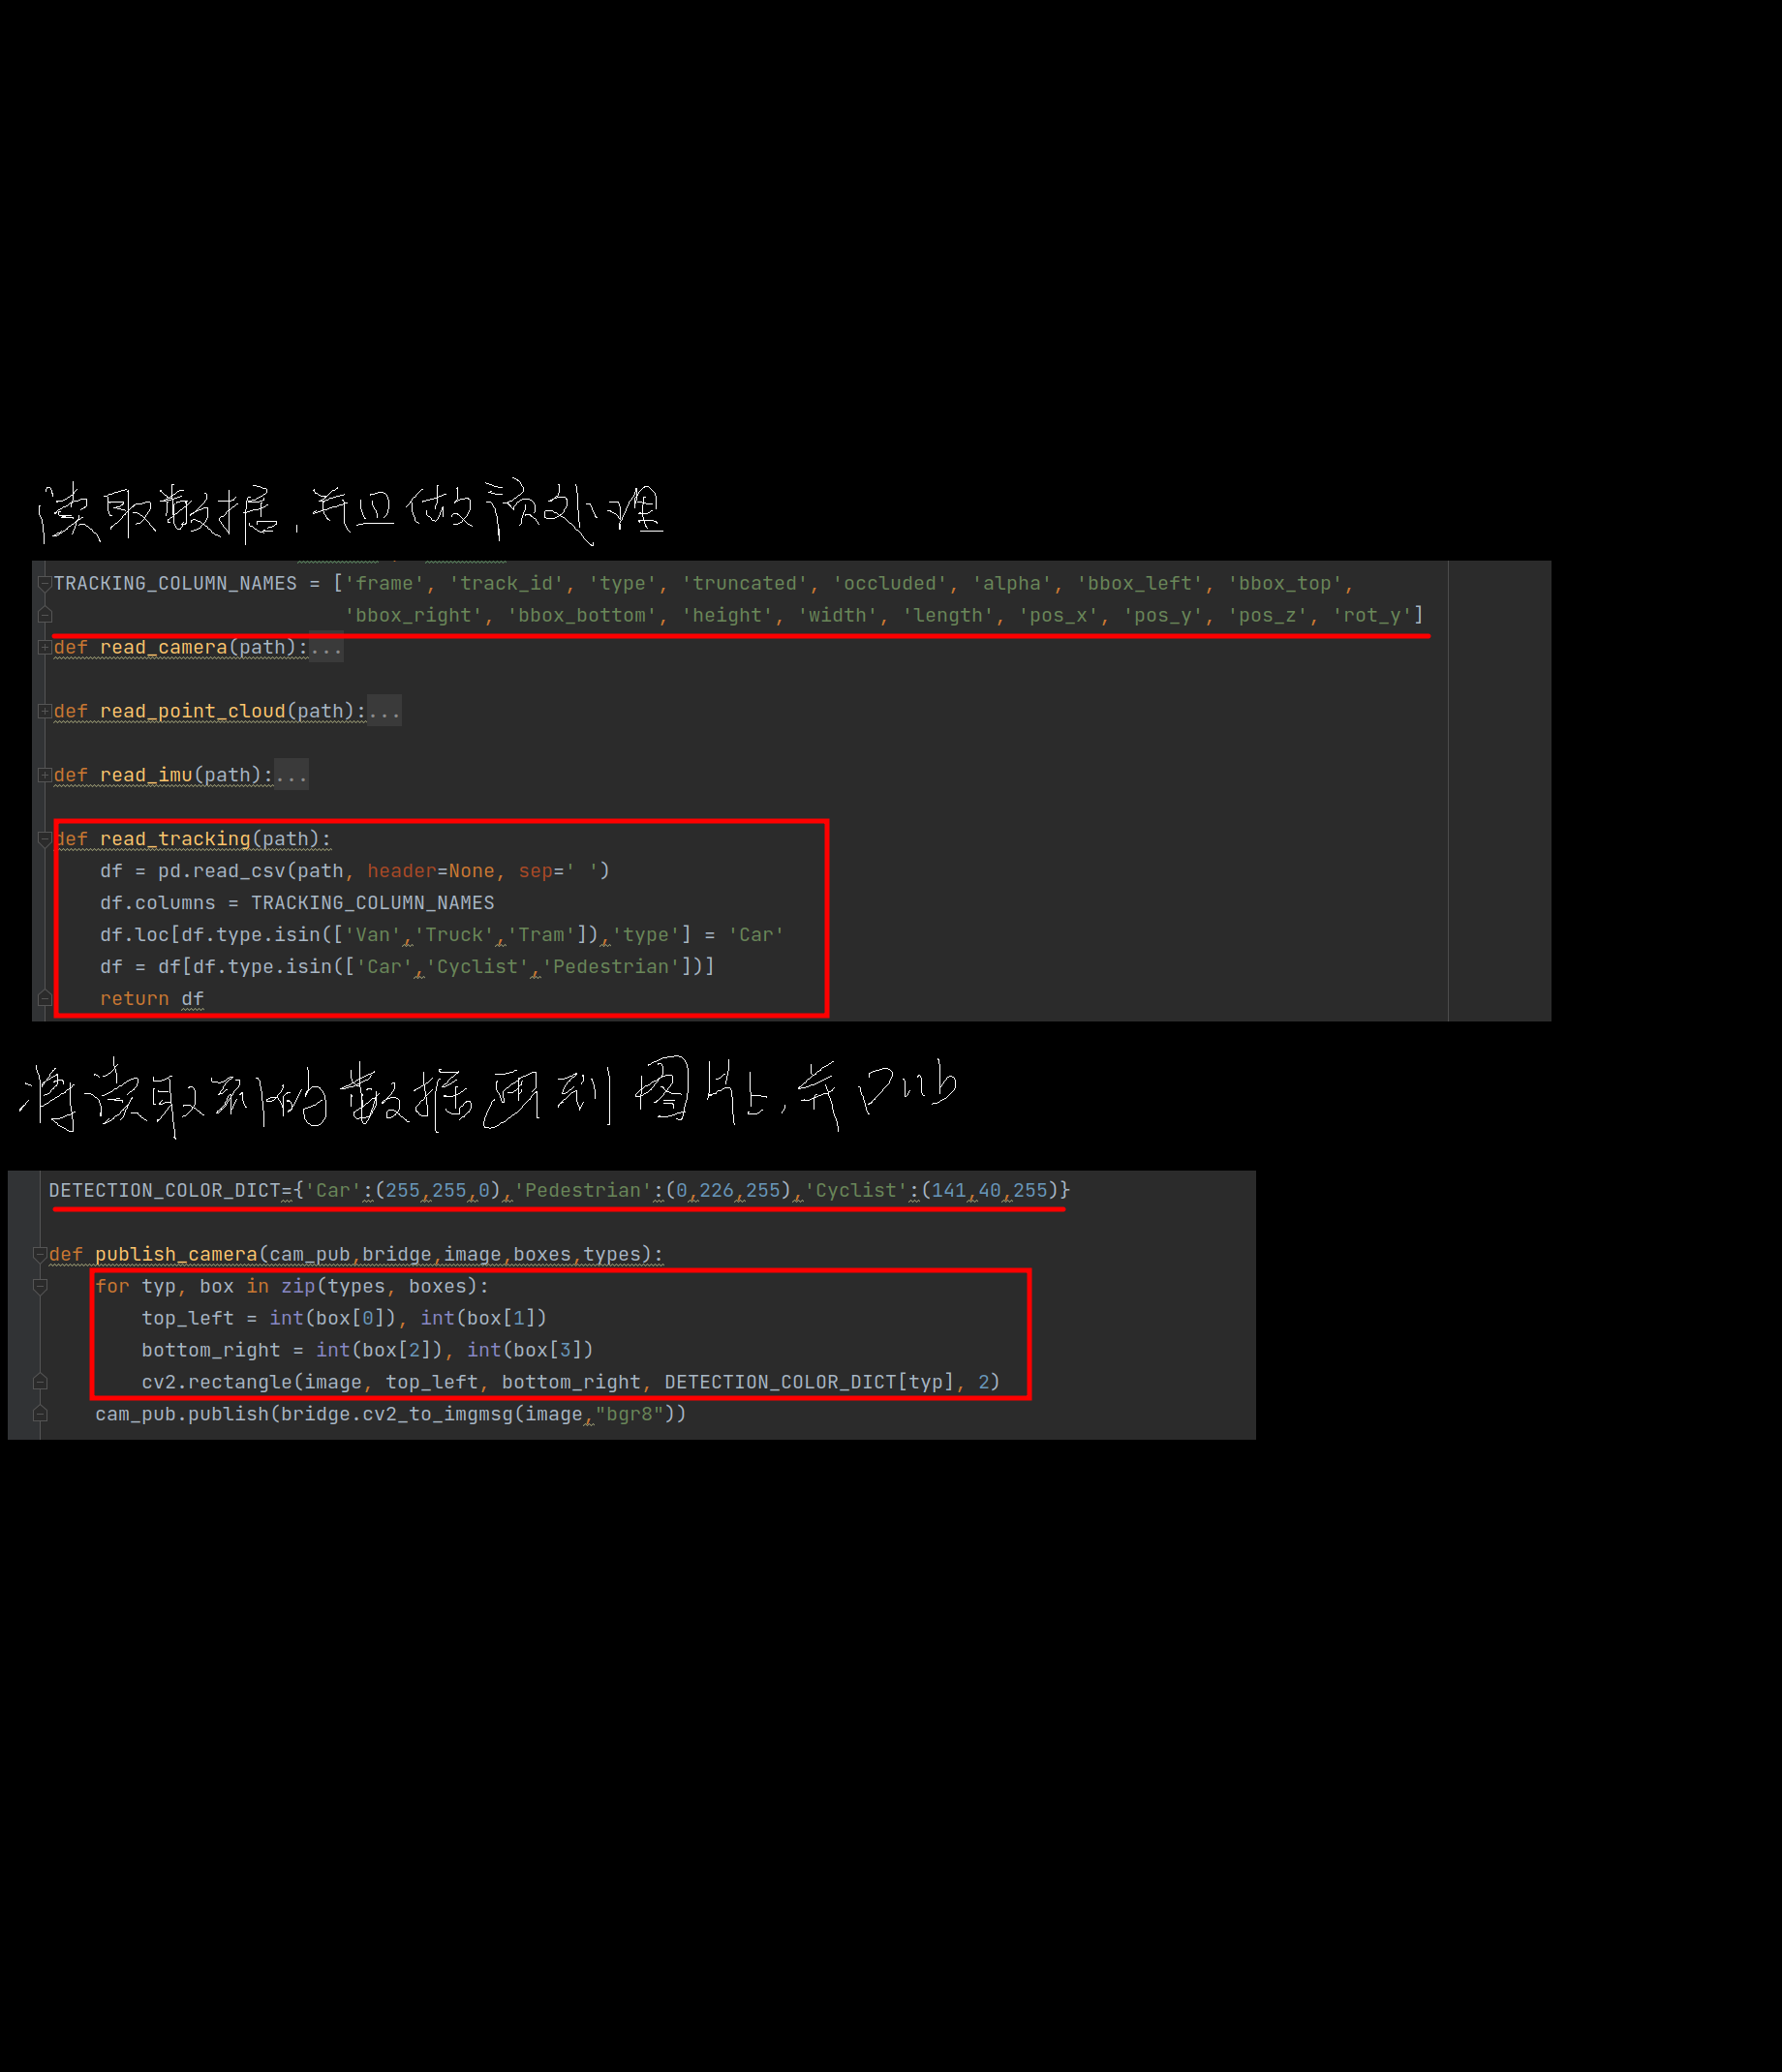 读取数据,并且做预处理
TRACKING_COLUMN_NAMES = ['frame', 'track_id', 'type', 'truncated', 'occluded', 'alpha', 'bbox_left', 'bbox_top',
'bbox_right', 'bbox_bottom', 'height', 'width', 'length', 'pos_x', 'pos_y', 'pos_z', 'rot_y']
def read_camera(path):...
def read_point_cloud(path):...
def read_imu(path):...
def read_tracking(path):
df = pd.read_csv(path, header=None, sep=' ')
df.columns = TRACKING_COLUMN_NAMES
df.loc[df.type.isin(['Van','Truck','Tram']),'type'] = 'Car'
df = df[df.type.isin(['Car','Cyclist','Pedestrian'])]
return df
将读取到的数据画到图片上,并pub
DETECTION_COLOR_DICT={'Car':(255,255,0),'Pedestrian':(0,226,255),'Cyclist':(141,40,255)}
def publish_camera(cam_pub,bridge,image,boxes,types):
for typ, box in zip(types, boxes):
top_left = int(box[0]), int(box[1])
bottom_right = int(box[2]), int(box[3])
cv2.rectangle(image, top_left, bottom_right, DETECTION_COLOR_DICT[typ], 2)
cam_pub.publish(bridge.cv2_to_imgmsg(image,"bgr8"))